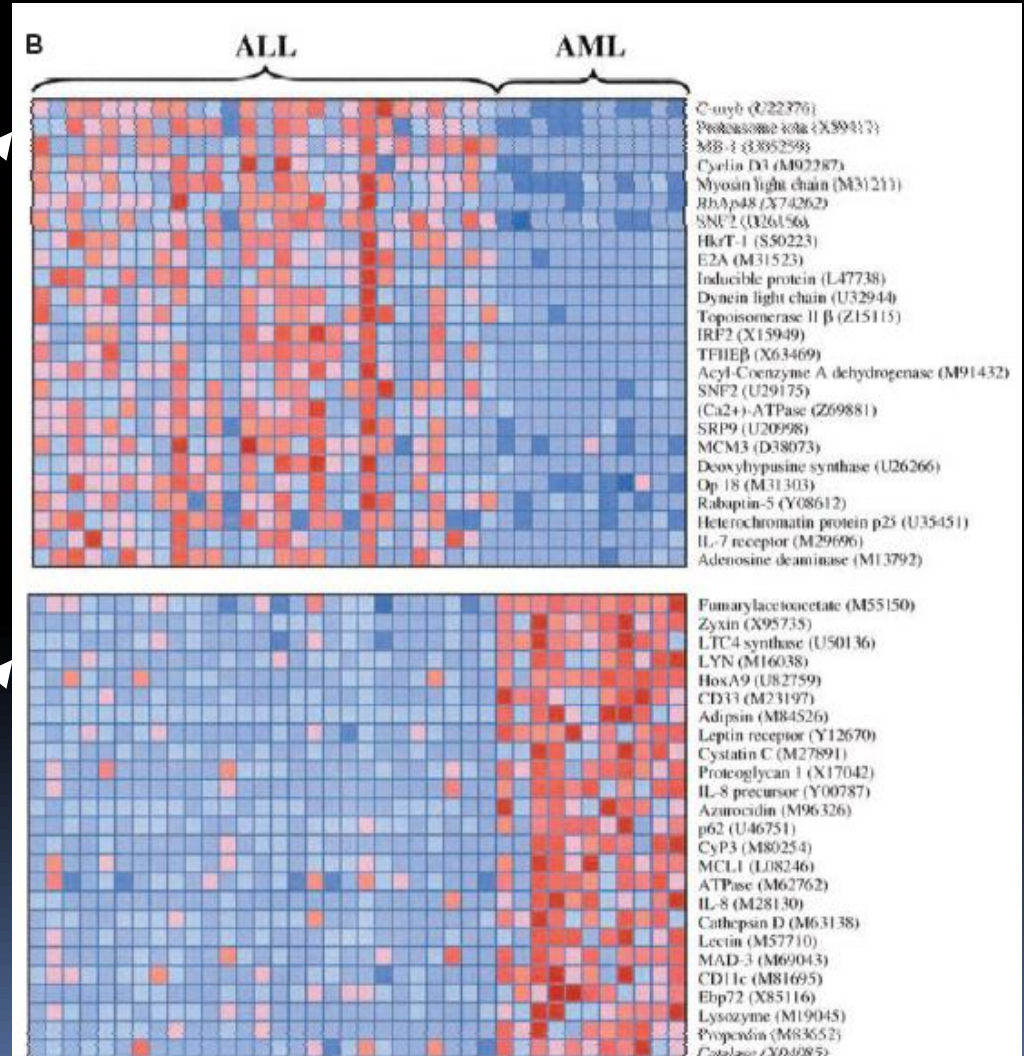 B
ALL
AML
C-myb (U22376)
Proteasome iota (X59417)
MB-1 (U05259)
Cyclin D3 (M92287)
Myosin light chain (M31211)
RbAp48 (X74262)
SNF2 (D26156)
HkrT-1 (S50223)
E2A (M31523)
Inducible protein (L47738)
Dynein light chain (U32944)
Topoisomerase II β (Z15115)
IRF2 (X15949)
TFIIEβ (X63469)
Acyl-Coenzyme A dehydrogenase (M91432)
SNF2 (U29175)
(Ca2+)-ATPase (Z69881)
SRP9 (U20998)
MCM3 (D38073)
Deoxyhypusine synthase (U26266)
Op 18 (M31303)
Rabaptin-5 (Y08612)
Heterochromatin protein p25 (U35451)
IL-7 receptor (M29696)
Adenosine deaminase (M13792)
Fumarylacetoacetate (M55150)
Zyxin (X95735)
LTC4 synthase (U50136)
LYN (M16038)
HoxA9 (U82759)
CD33 (M23197)
Adipsin (M84526)
Leptin receptor (Y12670)
Cystatin C (M27891)
Proteoglycan 1 (X17042)
IL-8 precursor (Y00787)
Azurocidin (M96326)
p62 (U46751)
CyP3 (M80254)
MCL1 (L08246)
ATPase (M62762)
IL-8 (M28130)
Cathepsin D (M63138)
Lectin (M57710)
MAD-3 (M69043)
CD11c (M81695)
Ebp72 (X85116)
Lysozyme (M19045)
Properdin (M83652)
Catalase (X04085)